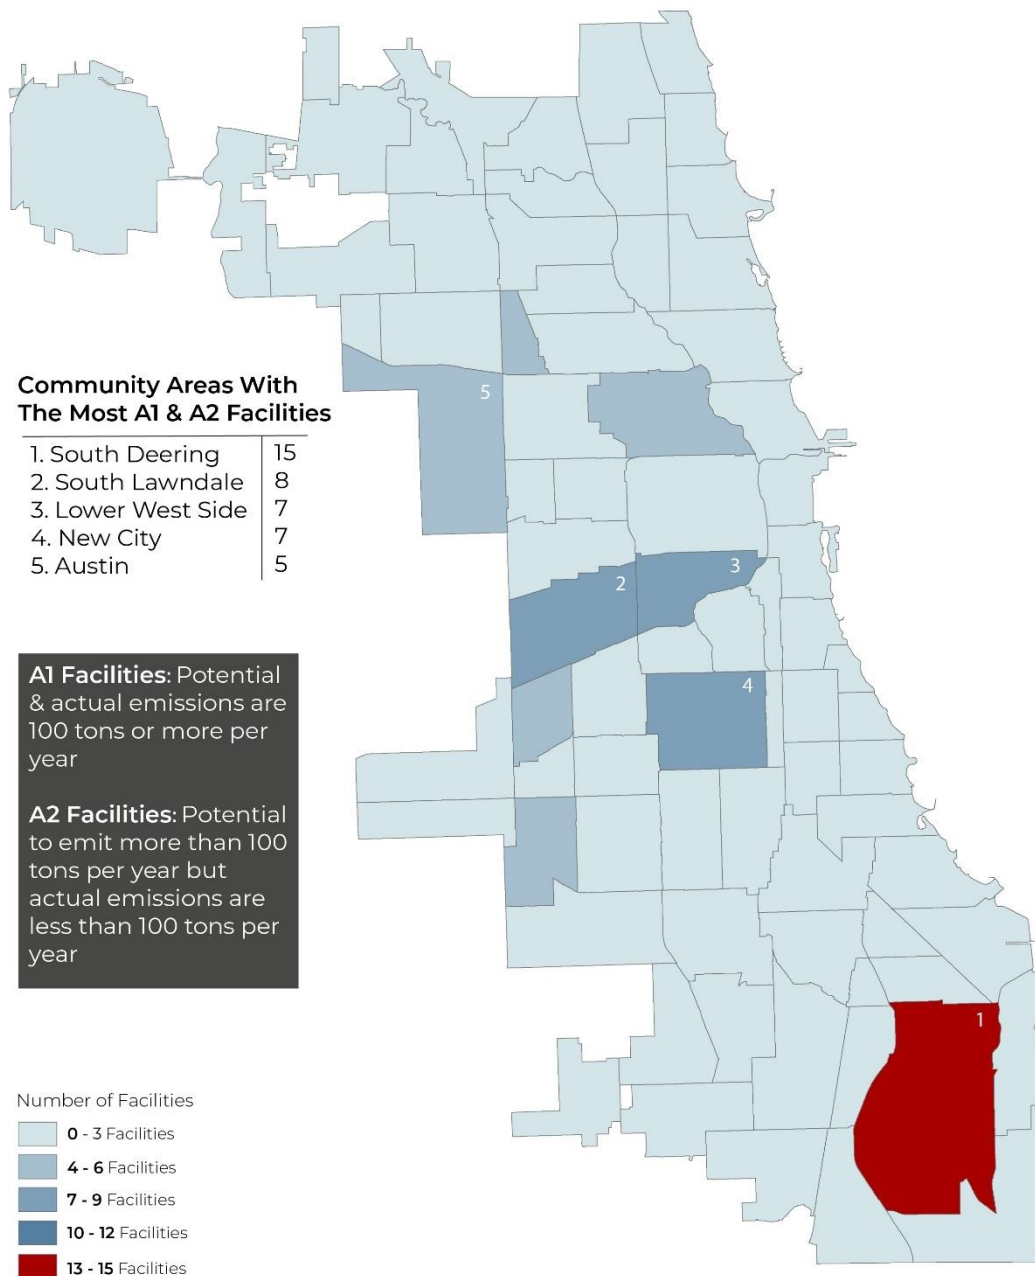 Community Areas With
The Most A1 & A2 Facilities
1. South Deering 15
2. South Lawndale 8
3. Lower West Side 7
4. New City 7
5. Austin 5
A1 Facilities: Potential
& actual emissions are
100 tons or more per
year
A2 Facilities: Potential
to emit more than 100
tons per year but
actual emissions are
less than 100 tons per
year
Number of Facilities
0 - 3 Facilities
4 - 6 Facilities
7 - 9 Facilities
10 - 12 Facilities
13 - 15 Facilities
5
2
3
4
1